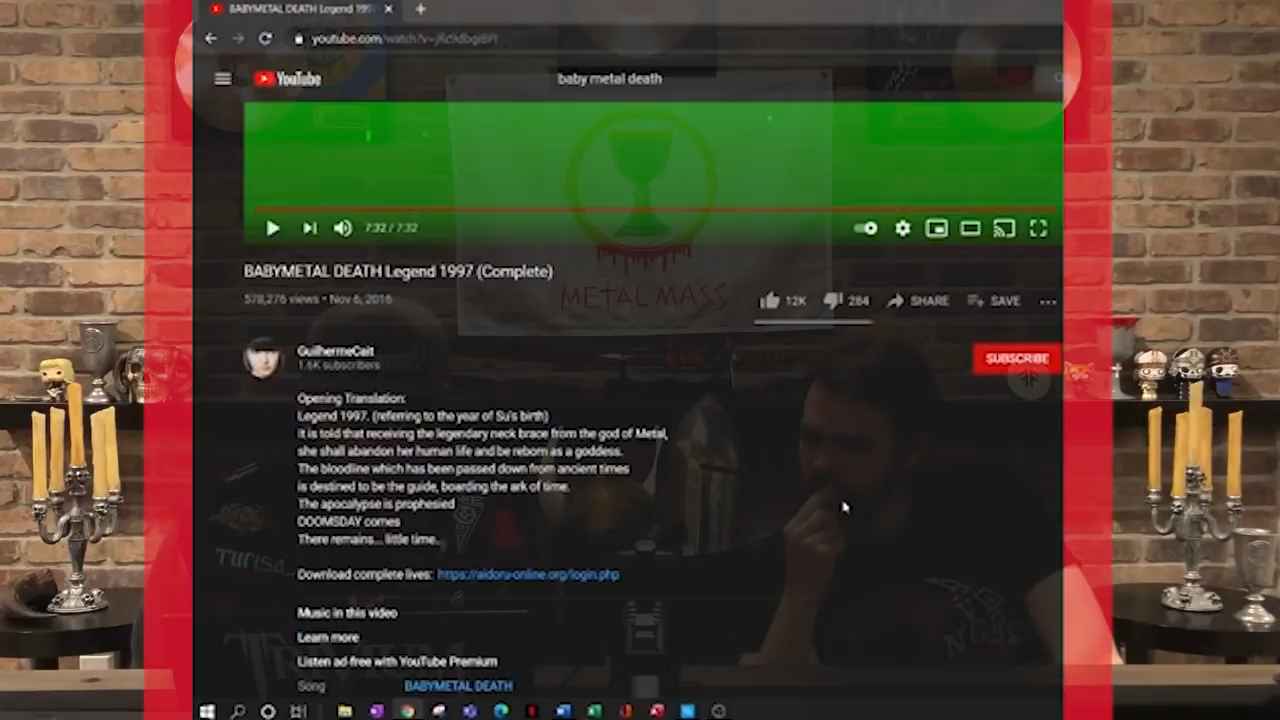 BABYMETAL DEATH Legend 199
youtube.com
YouTube
baby metal death
7:32 / 7:32
METAL MASS
BABYMETAL DEATH Legend 1997 (Complete)
578,276 views • Nov 6, 2016
12K
284
SHARE
SAVE
GuilhermeCait
1.6K subscribers
SUBSCRIBE
Opening Translation:
Legend 1997. (referring to the year of Su's birth)
It is told that receiving the legendary neck brace from the god of Metal,
she shall abandon her human life and be reborn as a goddess.
The bloodline which has been passed down from ancient times
is destined to be the guide, boarding the ark of time.
The apocalypse is prophesied
DOOMSDAY comes
There remains... little time..
Download complete lives: https://aidoru-online.org/login.php
Music in this video
Learn more
Listen ad-free with YouTube Premium
Song
BABYMETAL DEATH